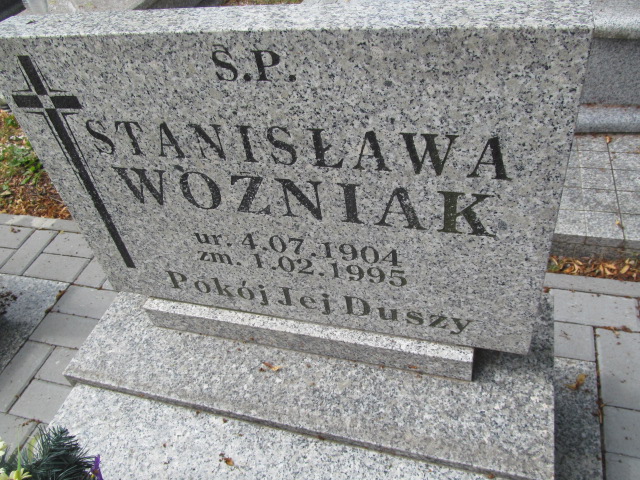 Ś.P.
STANISŁAWA
WOŹNIAK
ur. 4.07.1904
zm. 1.02.1995
Pokój Jej Duszy